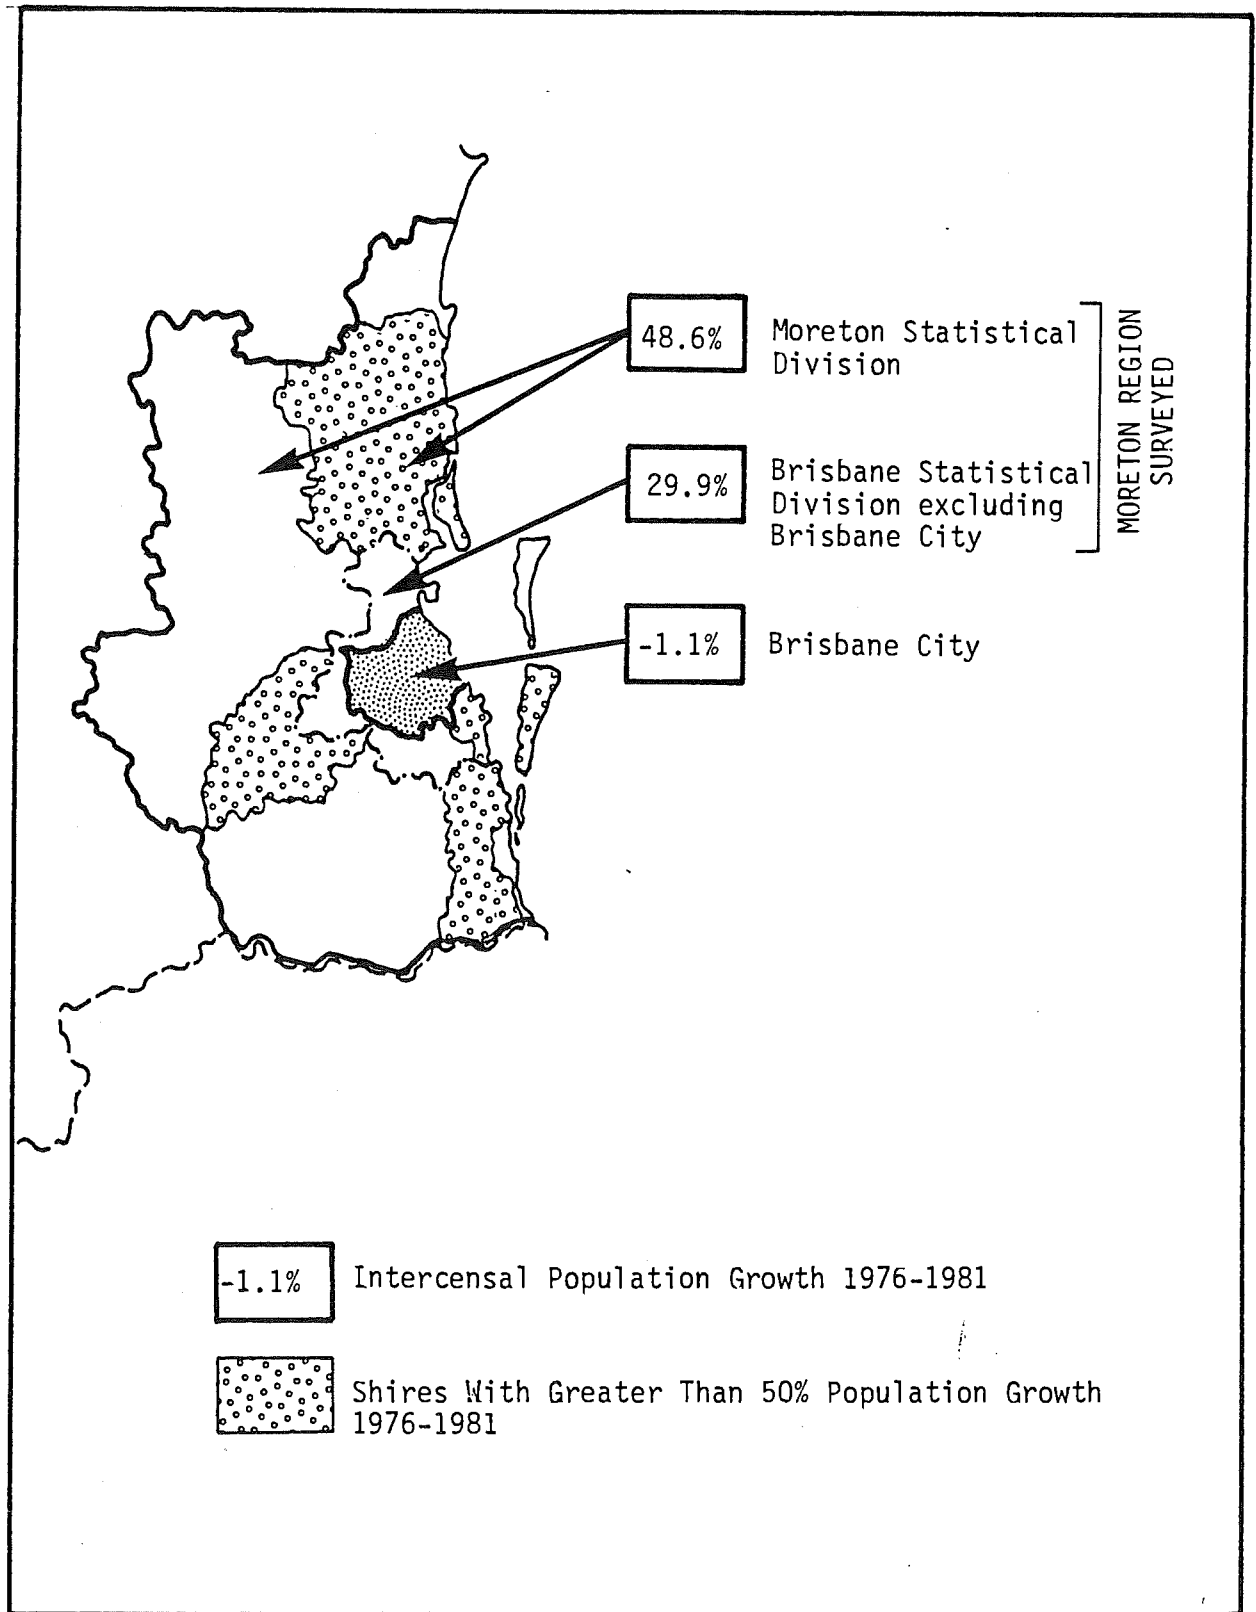 48.6%
Moreton Statistical
Division
29.9%
Brisbane Statistical
Division excluding
Brisbane City
-1.1%
Brisbane City
MORETON REGION
SURVEYED
-1.1%
Intercensal Population Growth 1976-1981
Shires With Greater Than 50% Population Growth
1976-1981